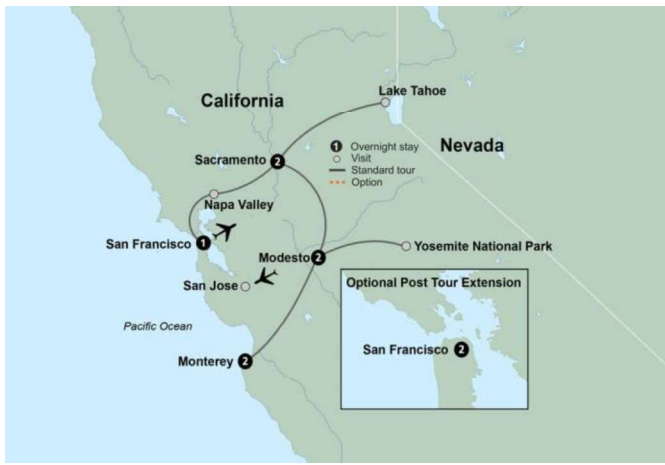 Lake Tahoe
California
Nevada
1 Overnight stay
Visit
Standard tour
Option
Sacramento 2
Napa Valley
San Francisco 1
Modesto 2
Yosemite National Park
San Jose
Optional Post Tour Extension
San Francisco 2
Pacific Ocean
Monterey 2